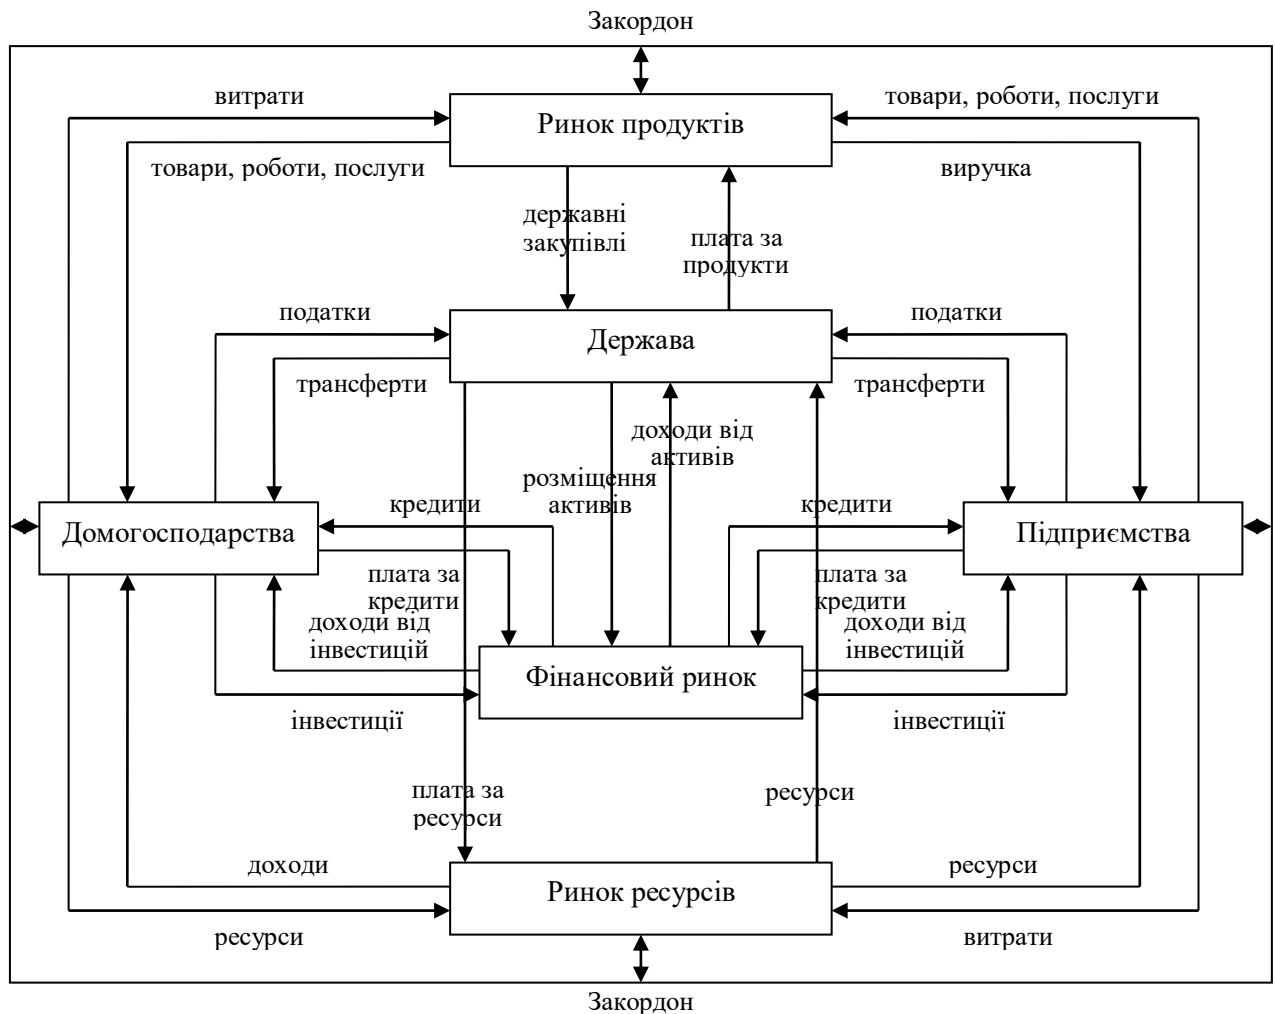 Закордон
витрати
товари, роботи, послуги
Ринок продуктів
товари, роботи, послуги
виручка
державні
закупівлі
плата за
продукти
податки
податки
Держава
трансферти
трансферти
доходи від
активів
розміщення
активів
кредити
кредити
Домогосподарства
Підприємства
плата за
кредити
плата за
кредити
доходи від
інвестицій
доходи від
інвестицій
Фінансовий ринок
інвестиції
інвестиції
плата за
ресурси
ресурси
доходи
ресурси
Ринок ресурсів
ресурси
витрати
Закордон